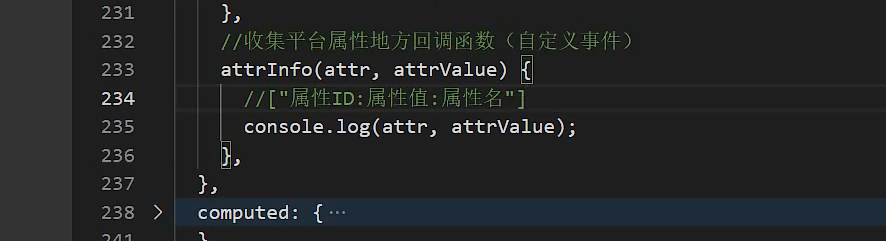 231 },
232 //收集平台属性地方回调函数（自定义事件）
233 attrInfo(attr, attrValue) {
234 //["属性ID:属性值:属性名"]
235 console.log(attr, attrValue);
236 },
237 },
238 > computed: {…
241 }